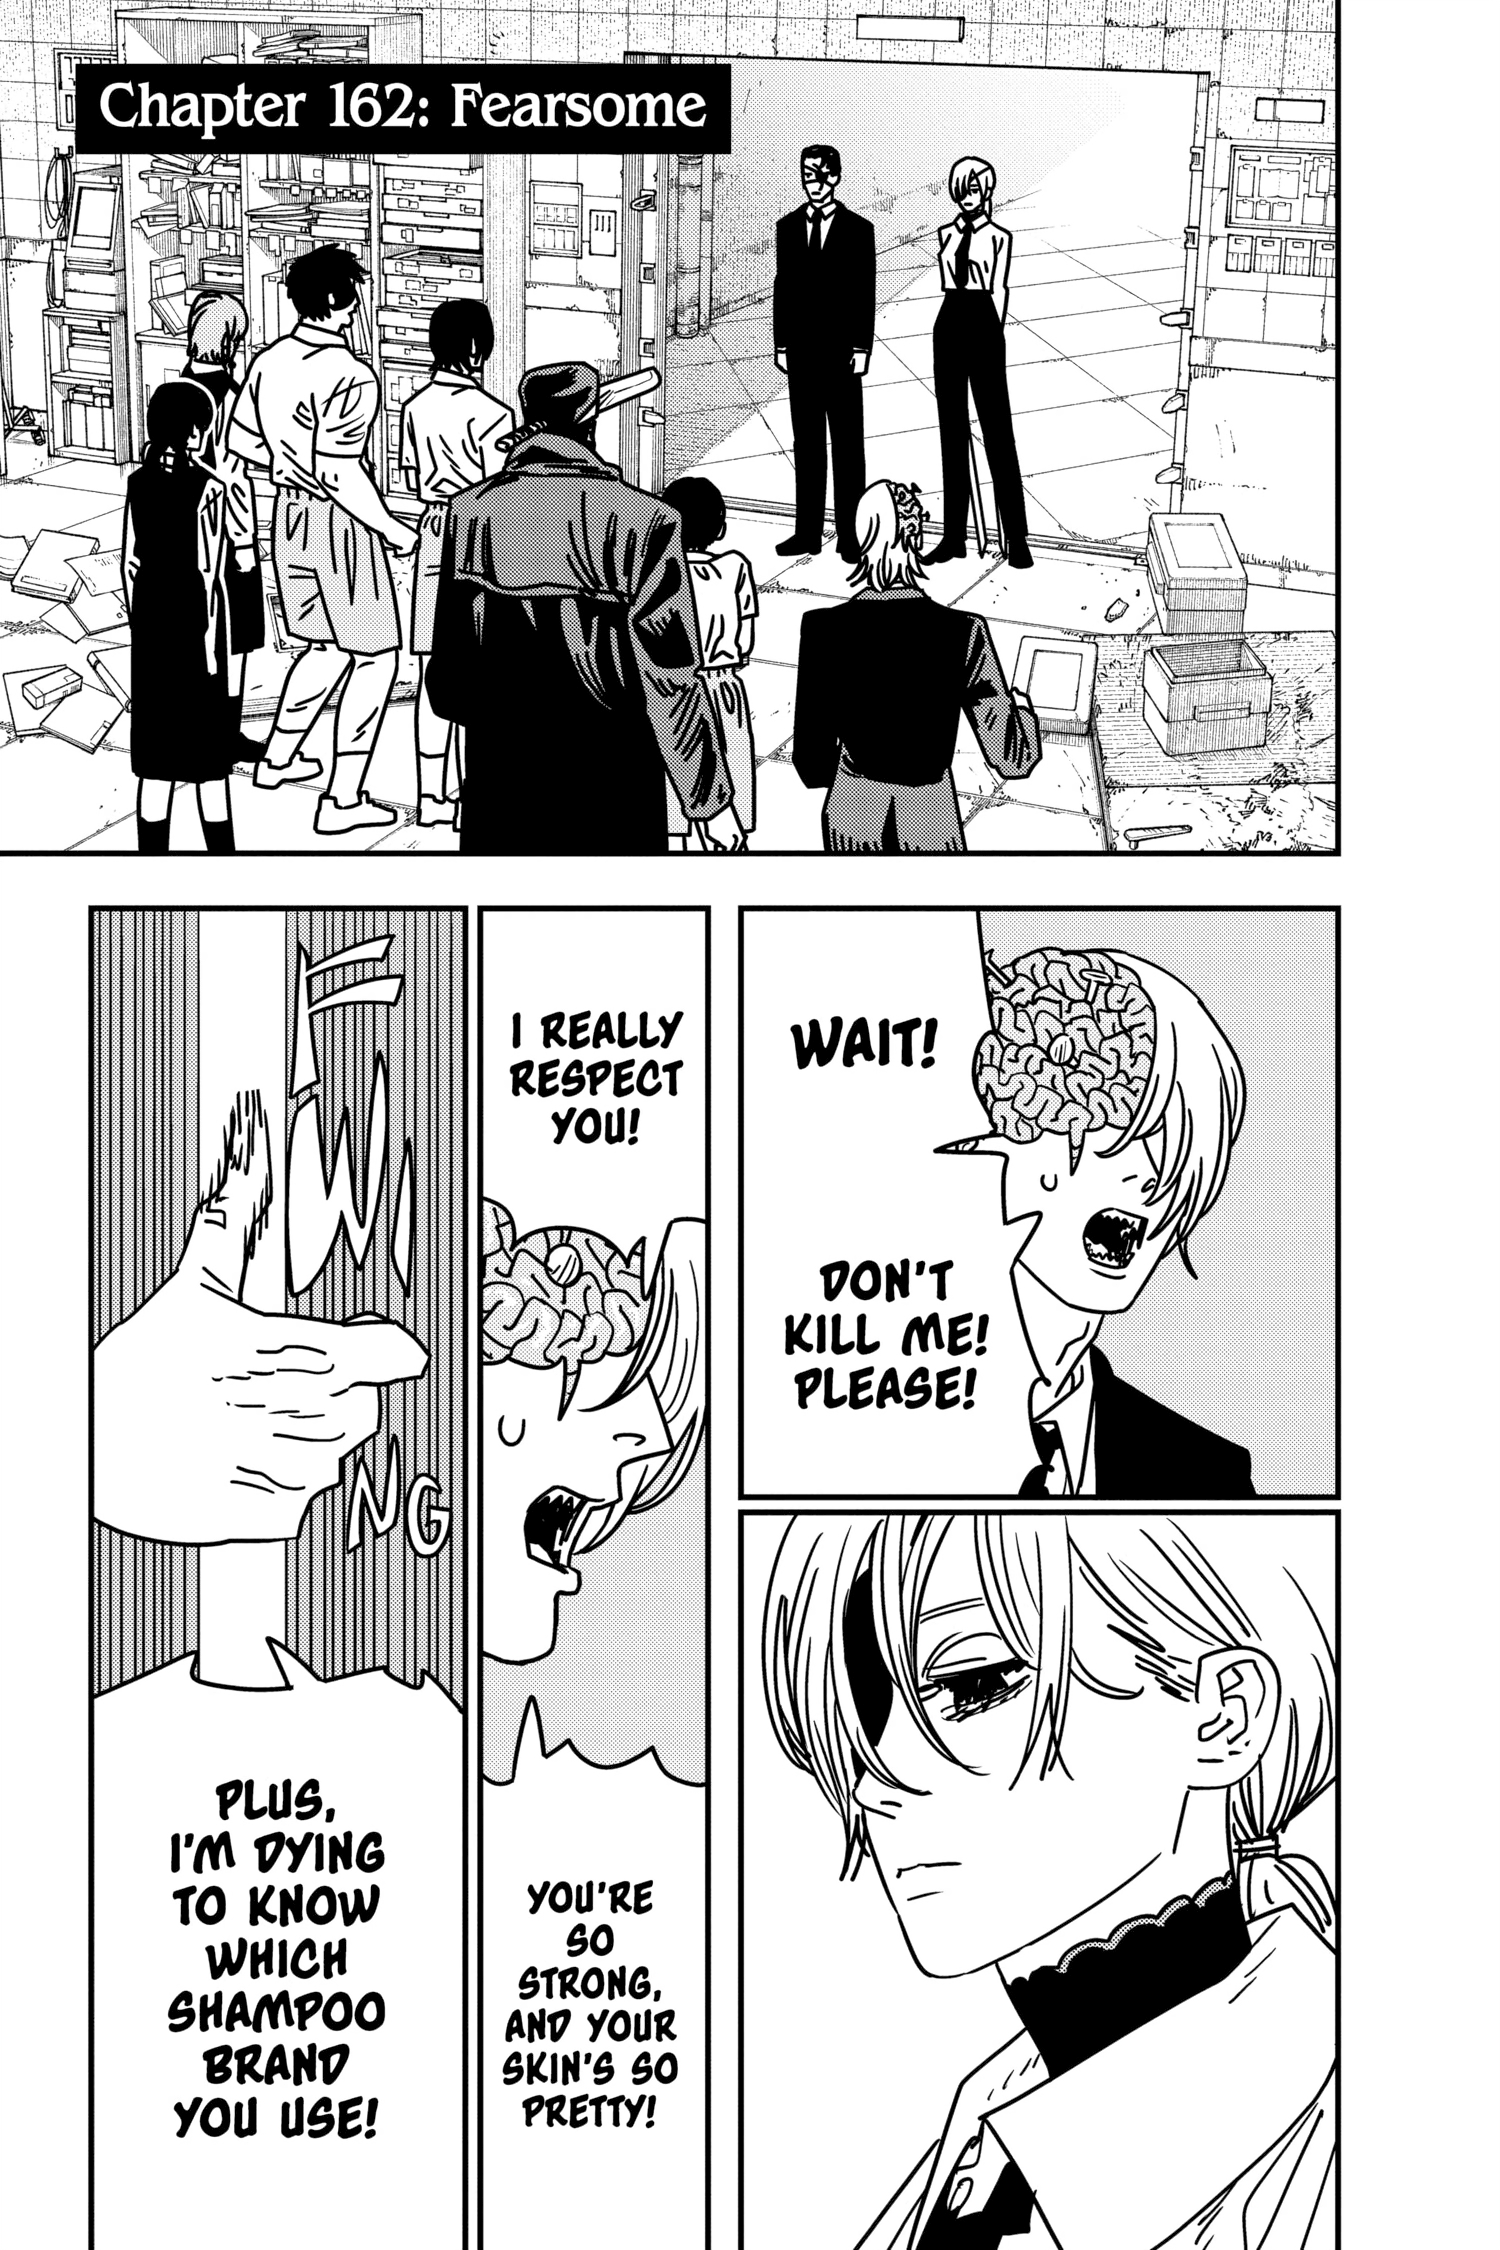 Chapter 162: Fearsome
WAIT!
DON'T
KILL ME!
PLEASE!
I REALLY
RESPECT
YOU!
YOU'RE
SO
STRONG,
AND YOUR
SKIN'S SO
PRETTY!
FWING
PLUS,
I'M DYING
TO KNOW
WHICH
SHAMPOO
BRAND
YOU USE!